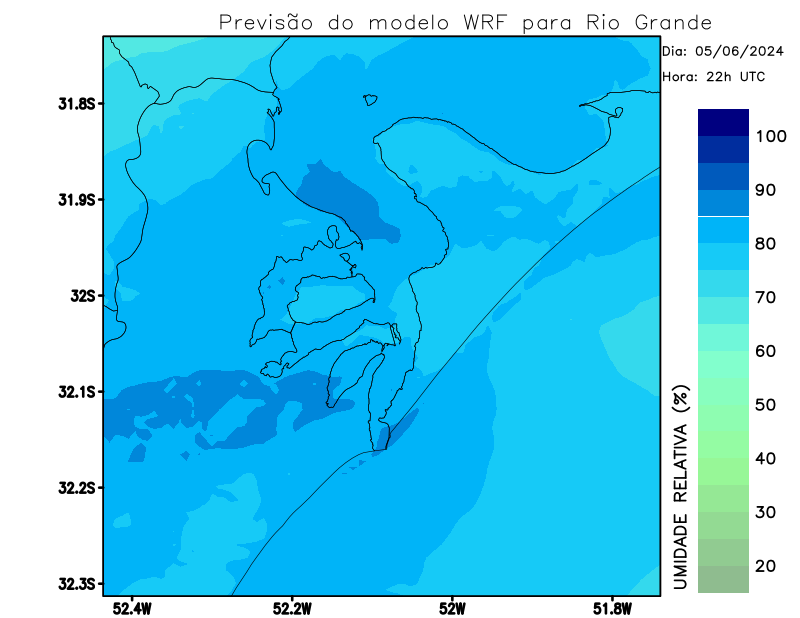 Previsão do modelo WRF para Rio Grande
Dia: 05/06/2024
Hora: 22h UTC
31.8S
31.9S
32S
32.1S
32.2S
32.3S
52.4W
52.2W
52W
51.8W
100
90
80
70
60
50
40
30
20
UMIDADE RELATIVA (%)